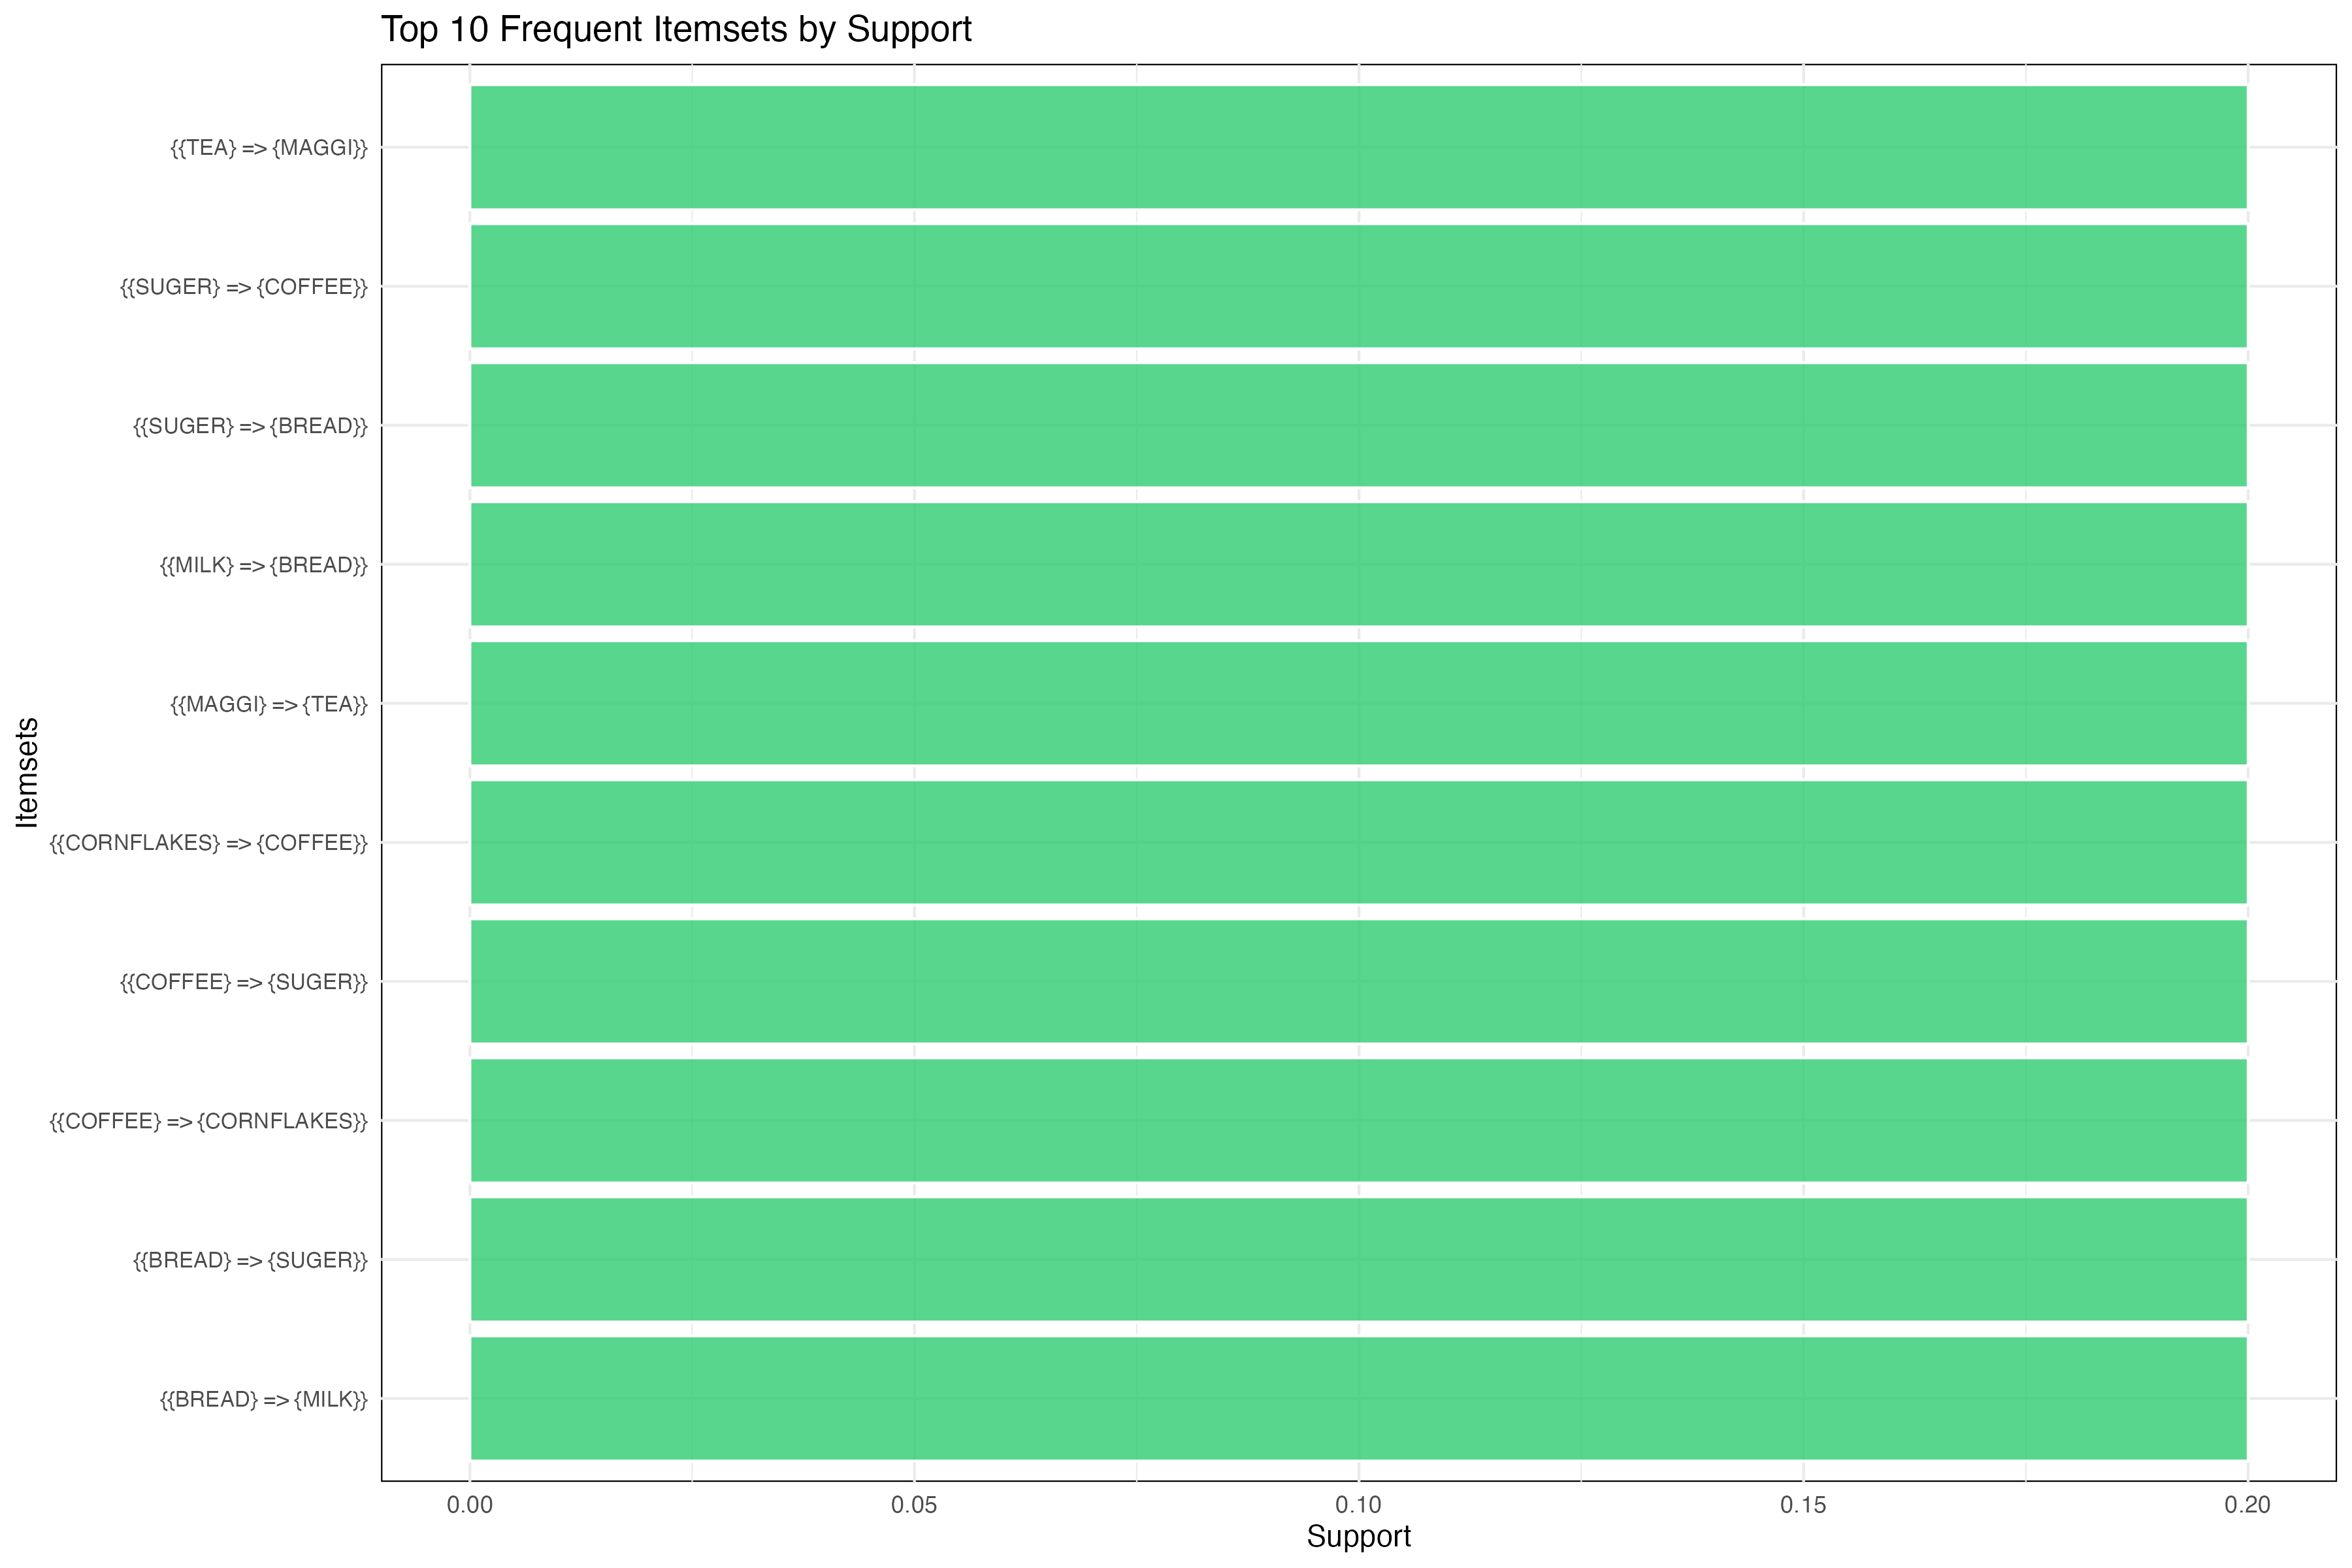 Top 10 Frequent Itemsets by Support
{{TEA} => {MAGGI}}
{{SUGER} => {COFFEE}}
{{SUGER} => {BREAD}}
{{MILK} => {BREAD}}
{{MAGGI} => {TEA}}
{{CORNFLAKES} => {COFFEE}}
{{COFFEE} => {SUGER}}
{{COFFEE} => {CORNFLAKES}}
{{BREAD} => {SUGER}}
{{BREAD} => {MILK}}
Itemsets
0.00 0.05 0.10 0.15 0.20
Support